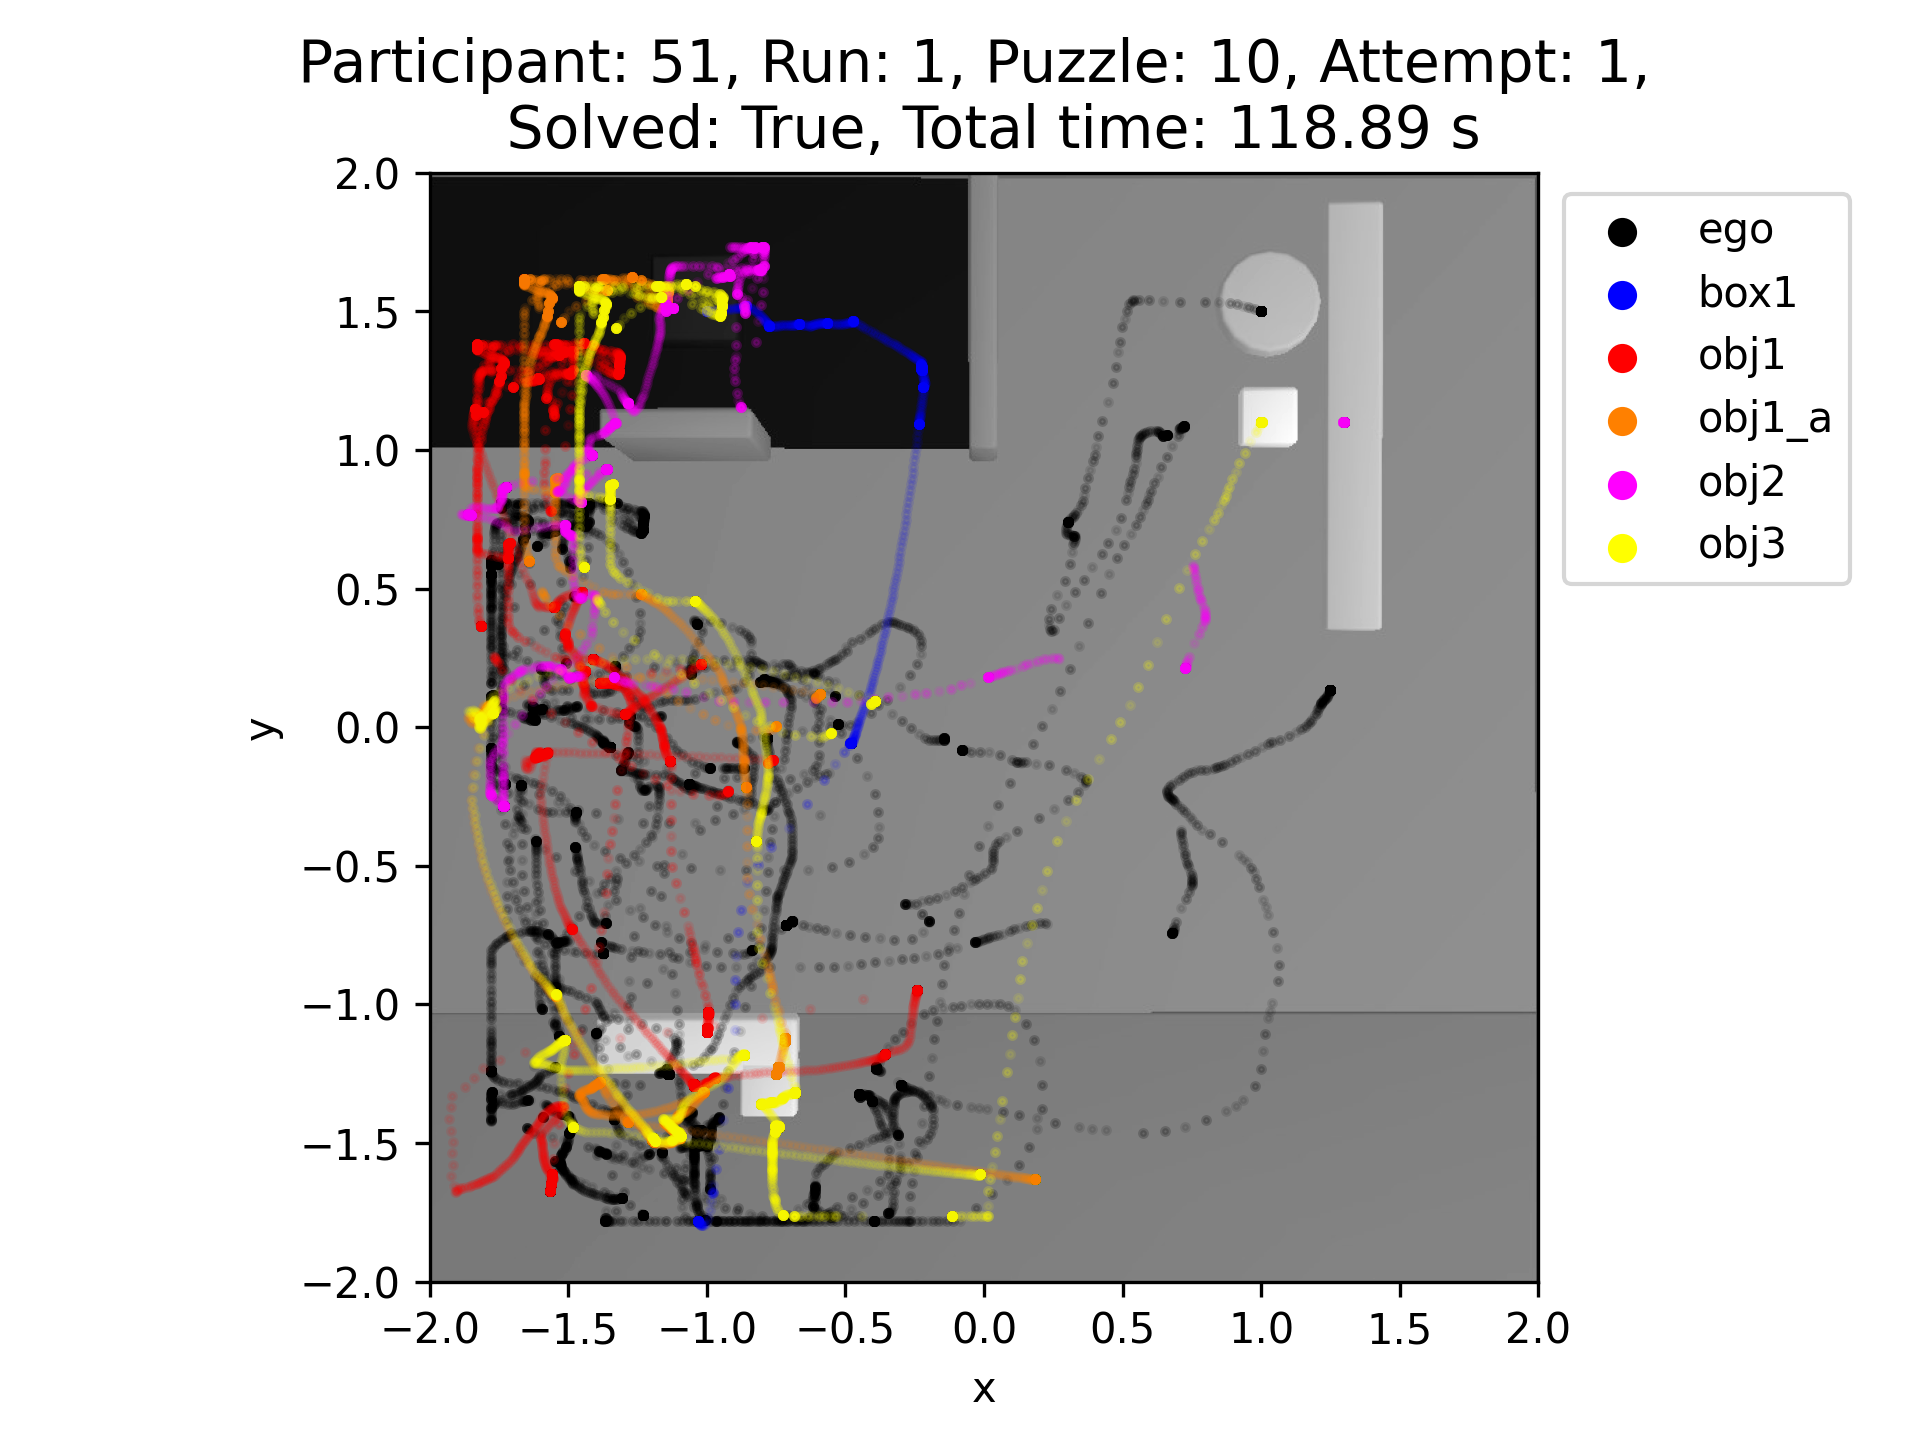 Participant: 51, Run: 1, Puzzle: 10, Attempt: 1,
Solved: True, Total time: 118.89 s
2.0
1.5
1.0
0.5
0.0
−0.5
−1.0
−1.5
−2.0
y
−2.0 −1.5 −1.0 −0.5 0.0 0.5 1.0 1.5 2.0
x
ego
box1
obj1
obj1_a
obj2
obj3